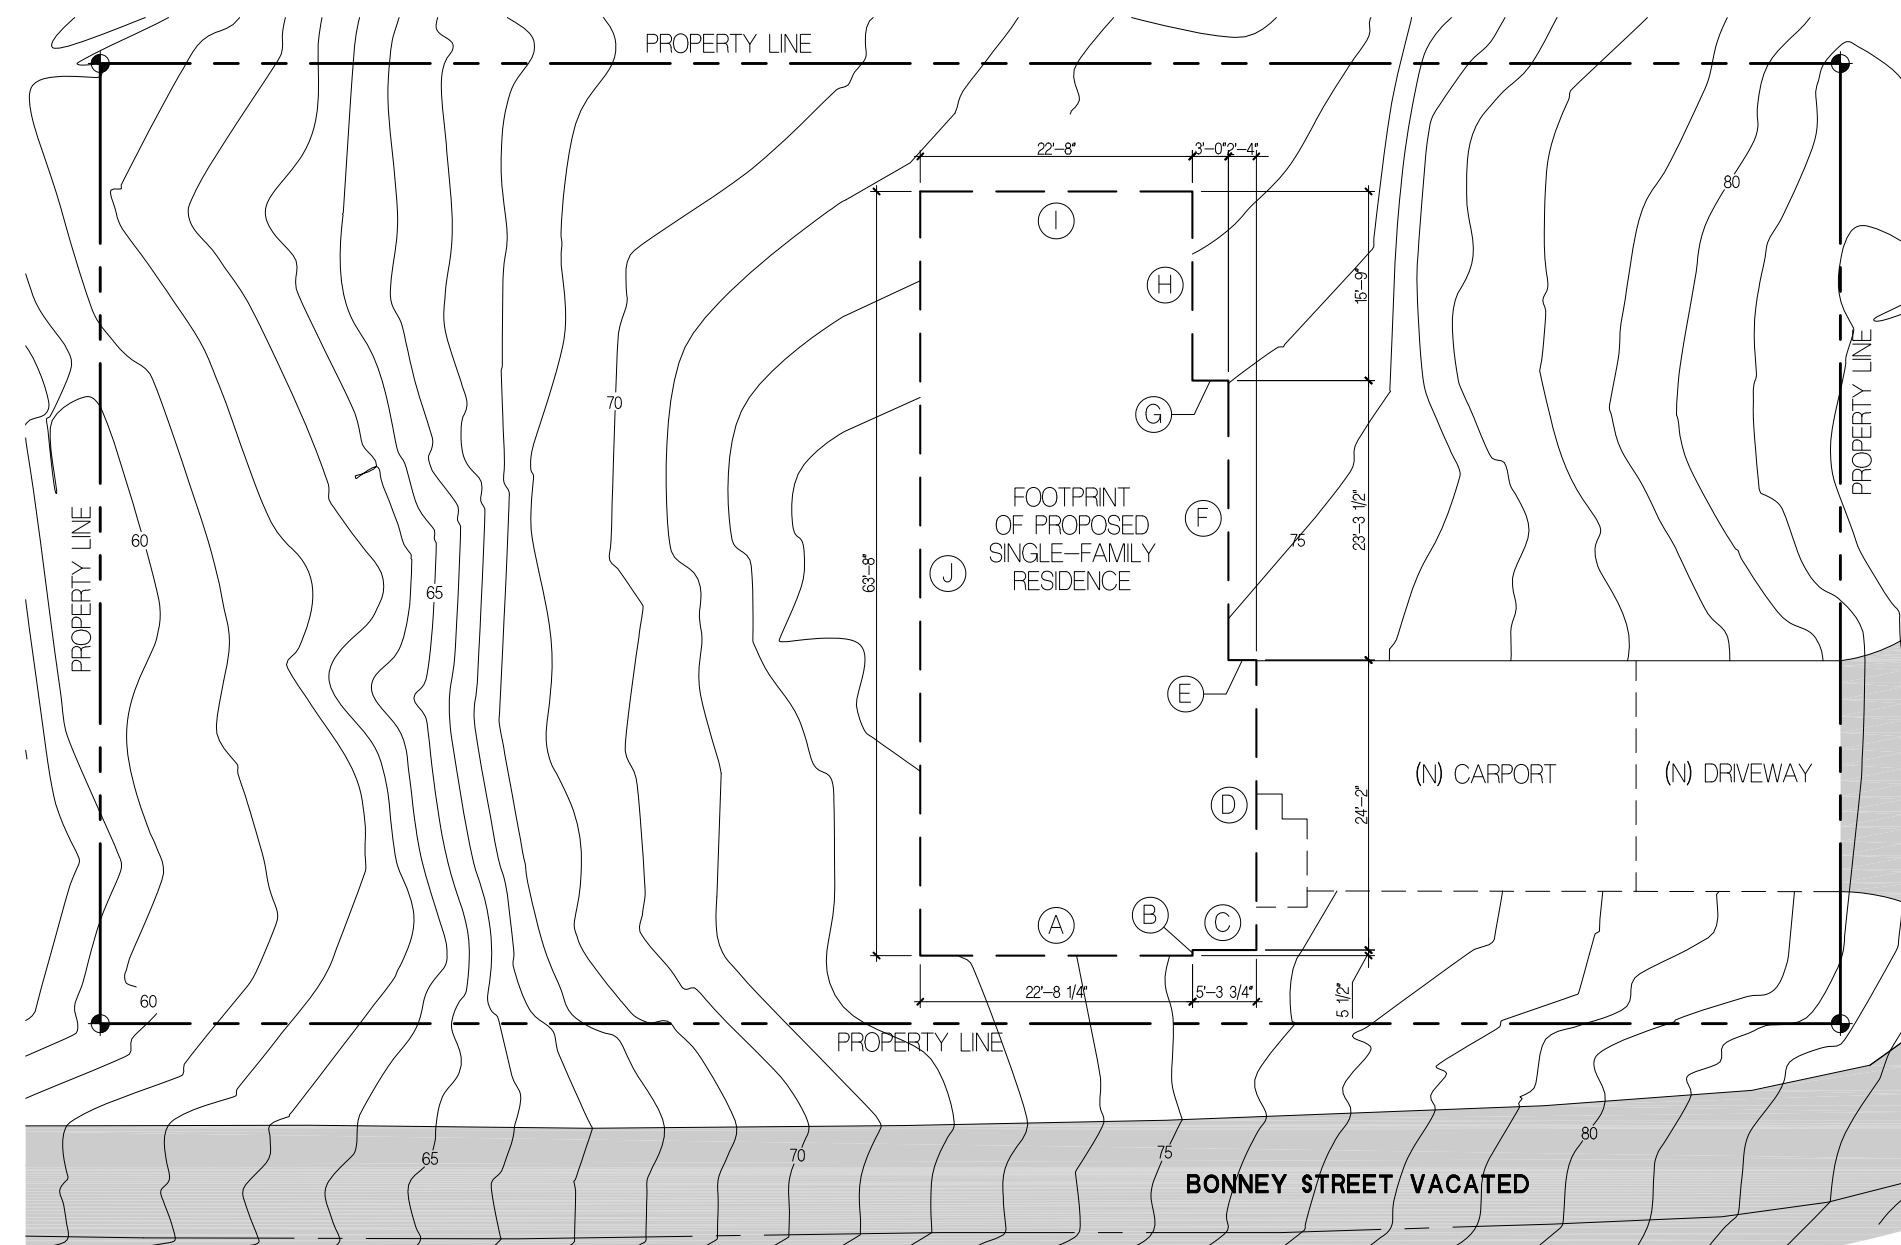 PROPERTY LINE
22'-8"
3'-0"
2'-4"
80
I
H
15'-9"
PROPERTY LINE
70
G
FOOTPRINT
OF PROPOSED
SINGLE-FAMILY
RESIDENCE
F
75
23'-3 1/2"
PROPERTY LINE
60
65
63'-8"
J
E
(N) CARPORT
(N) DRIVEWAY
D
24'-2"
A
B
C
60
22'-8 1/4"
5'-3 3/4"
5 1/2"
PROPERTY LINE
65
70
75
80
BONNEY STREET VACATED